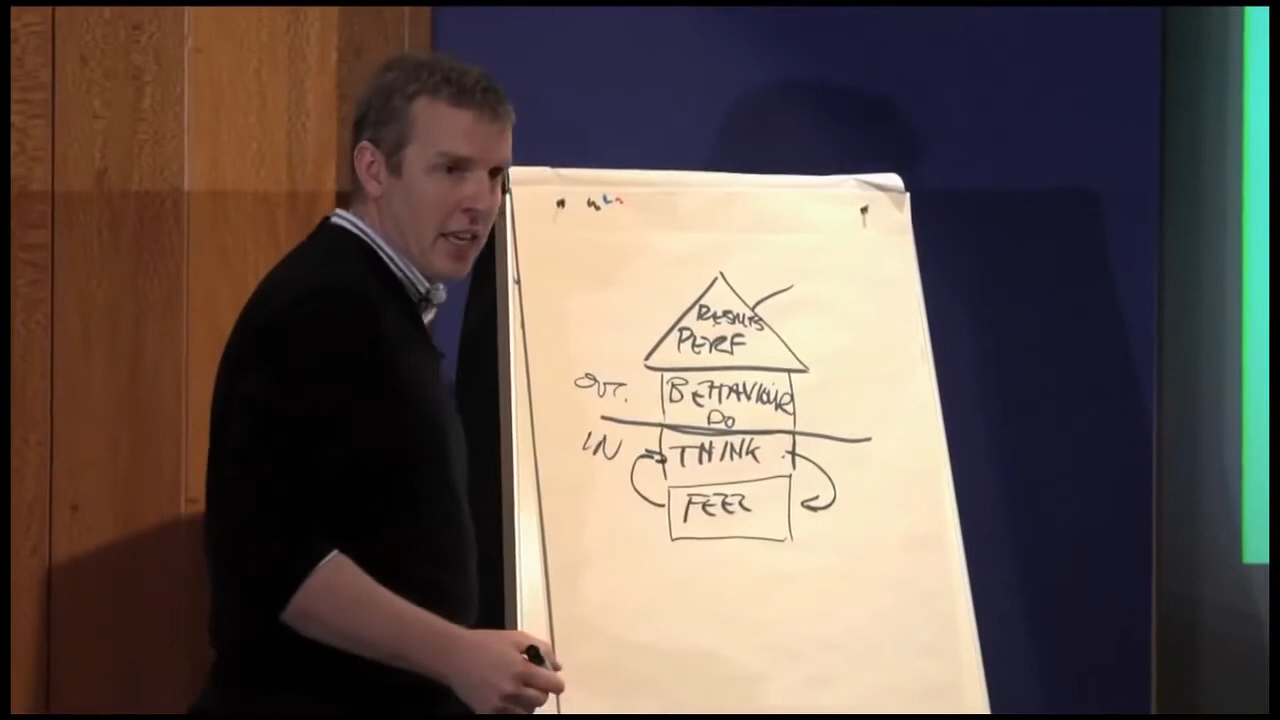 RESULTS
PERF
OUT.
BEHAVIOUR
DO
IN
THINK
FEEL